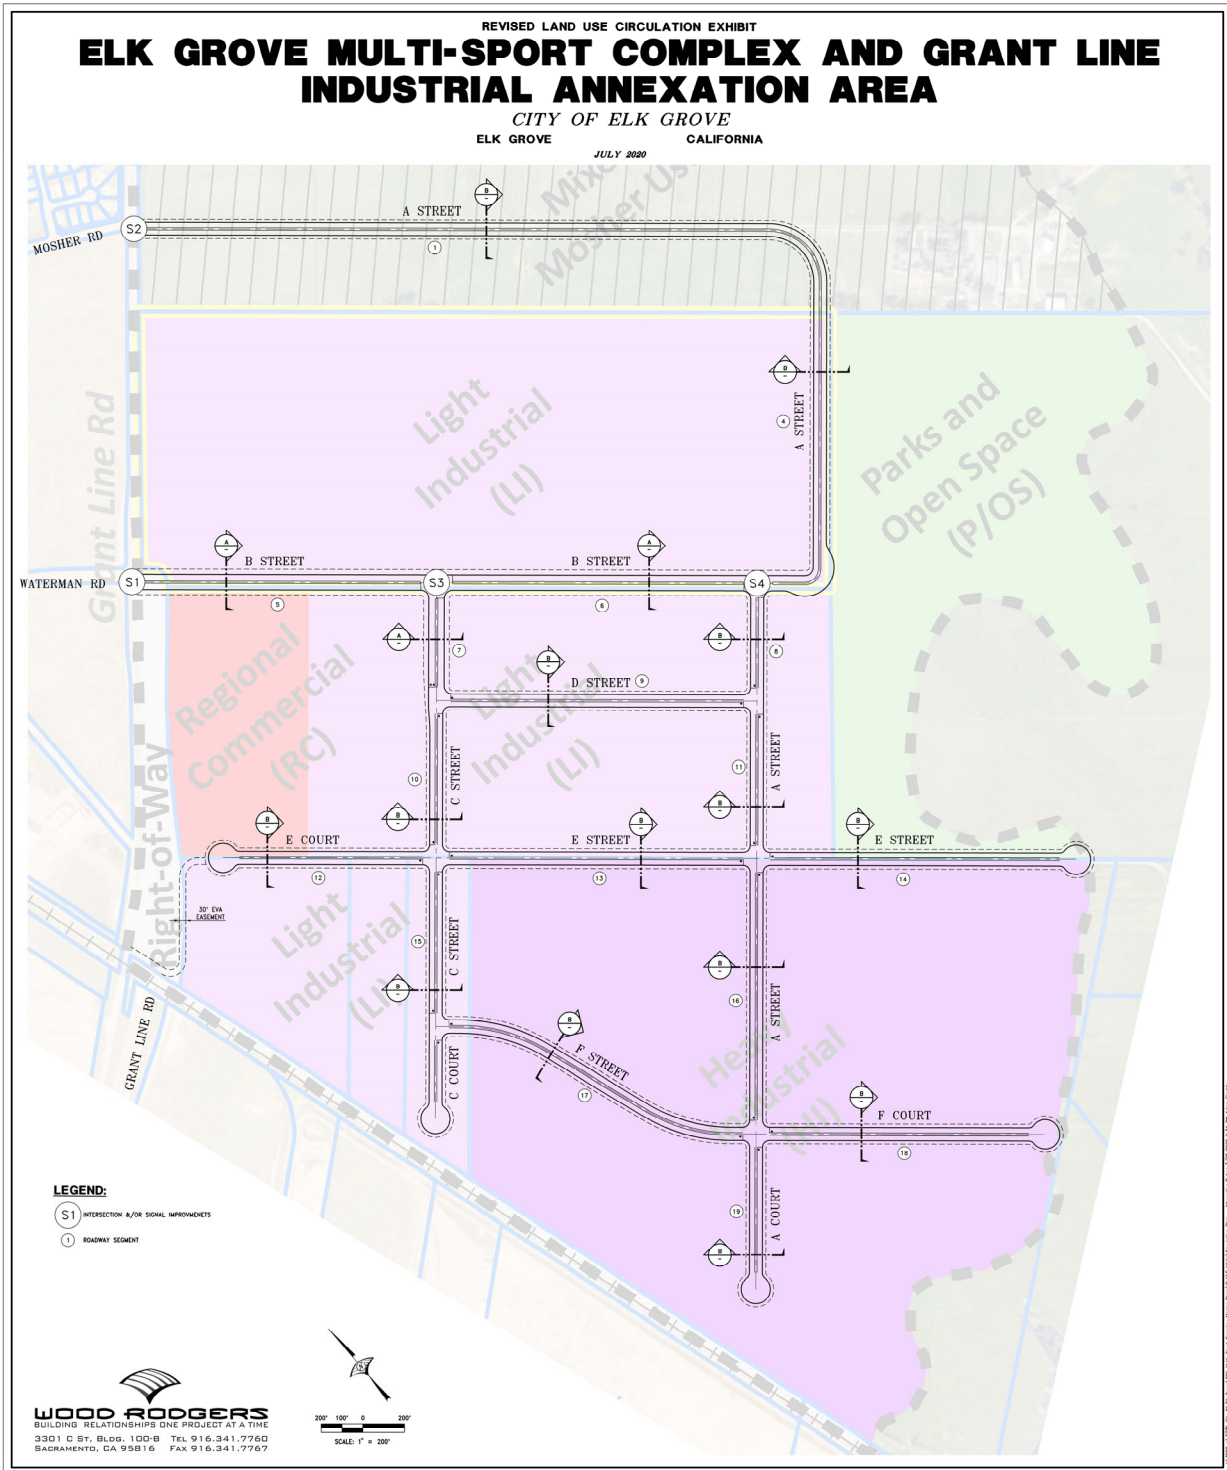 REVISED LAND USE CIRCULATION EXHIBIT
ELK GROVE MULTI-SPORT COMPLEX AND GRANT LINE
INDUSTRIAL ANNEXATION AREA
CITY OF ELK GROVE
ELK GROVE CALIFORNIA
JULY 2020
Mosher Us
B
A STREET
S2
MOSHER RD
1
Light
Industrial
(LI)
B
4
A STREET
Parks and
Open Space
(P/OS)
Grant Line Rd
A
B STREET
A
B STREET
WATERMAN RD
S1
S3
S4
5
6
Regional
Commercial
(RC)
A
7
B
8
B
D STREET
9
Light
Industrial
(LI)
10
C STREET
11
A STREET
B
B
Right-of-Way
B
E COURT
E STREET
B
B
E STREET
12
13
14
30' EVA
EASEMENT
Light
Industrial
(LI)
15
C STREET
B
B
16
A STREET
GRANT LINE RD
B
F STREET
17
C COURT
Heavy
Industrial
(HI)
B
F COURT
18
19
A COURT
B
LEGEND:
S1 INTERSECTION &/OR SIGNAL IMPROVMENETS
1 ROADWAY SEGMENT
WOOD RODGERS
BUILDING RELATIONSHIPS ONE PROJECT AT A TIME
3301 C ST, BLDG. 100-B TEL 916.341.7760
SACRAMENTO, CA 95816 FAX 916.341.7767
200' 100' 0 200'
SCALE: 1" = 200'